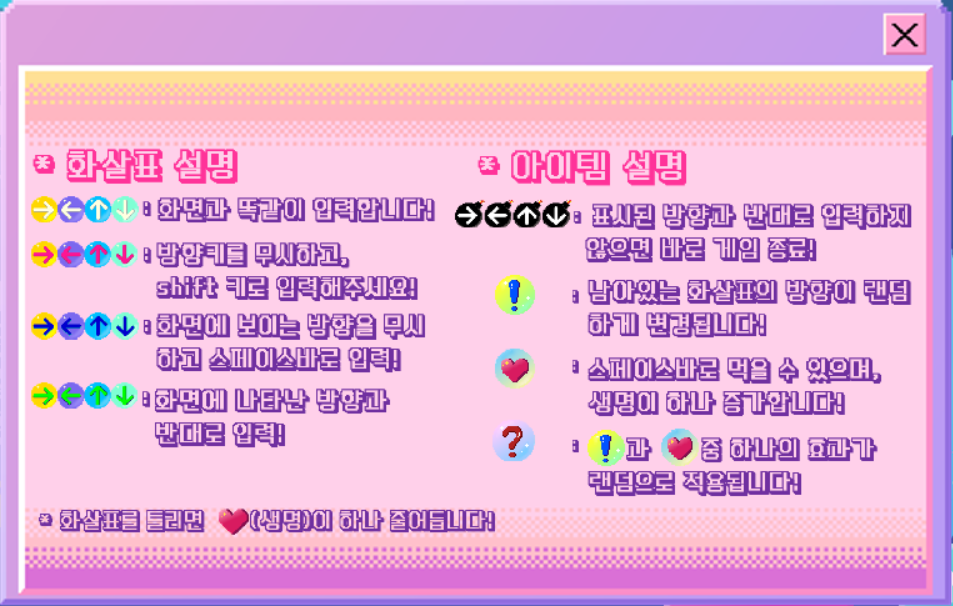 * 화살표 설명
→←↑↓ : 화면과 똑같이 입력합니다!
→←↑↓ : 방향키를 무시하고,
shift 키로 입력해주세요!
→←↑↓ : 화면에 보이는 방향을 무시
하고 스페이스바로 입력!
→←↑↓ : 화면에 나타난 방향과
반대로 입력!
* 아이템 설명
→←↑↓ : 표시된 방향과 반대로 입력하지
않으면 바로 게임 종료!
! : 남아있는 화살표의 방향이 랜덤
하게 변경됩니다!
: 스페이스바로 먹을 수 있으며,
생명이 하나 증가합니다!
? : !과 ❤중 하나의 효과가
랜덤으로 적용됩니다!
* 화살표를 틀리면 ❤(생명)이 하나 줄어듭니다!